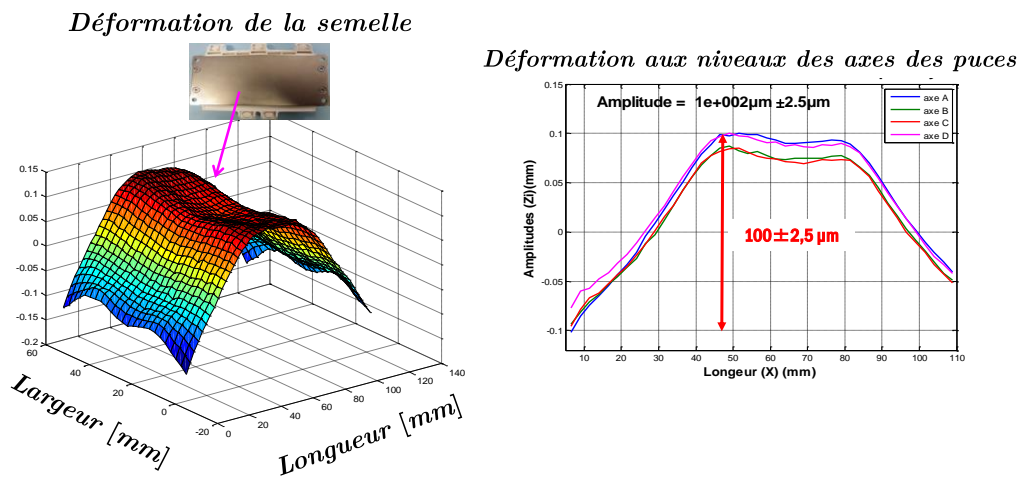 Déformation de la semelle
0.15
0.1
0.05
0
-0.05
-0.1
-0.15
-0.2
60
40
20
0
-20
0
20
40
60
80
100
120
140
Largeur [mm]
Longueur [mm]
Déformation aux niveaux des axes des puces
Amplitude = 1e+002µm ±2.5µm
axe A
axe B
axe C
axe D
0.15
0.1
0.05
0
-0.05
-0.1
100±2,5 µm
Amplitudes (Zi)(mm)
10 20 30 40 50 60 70 80 90 100 110
Longeur (X) (mm)